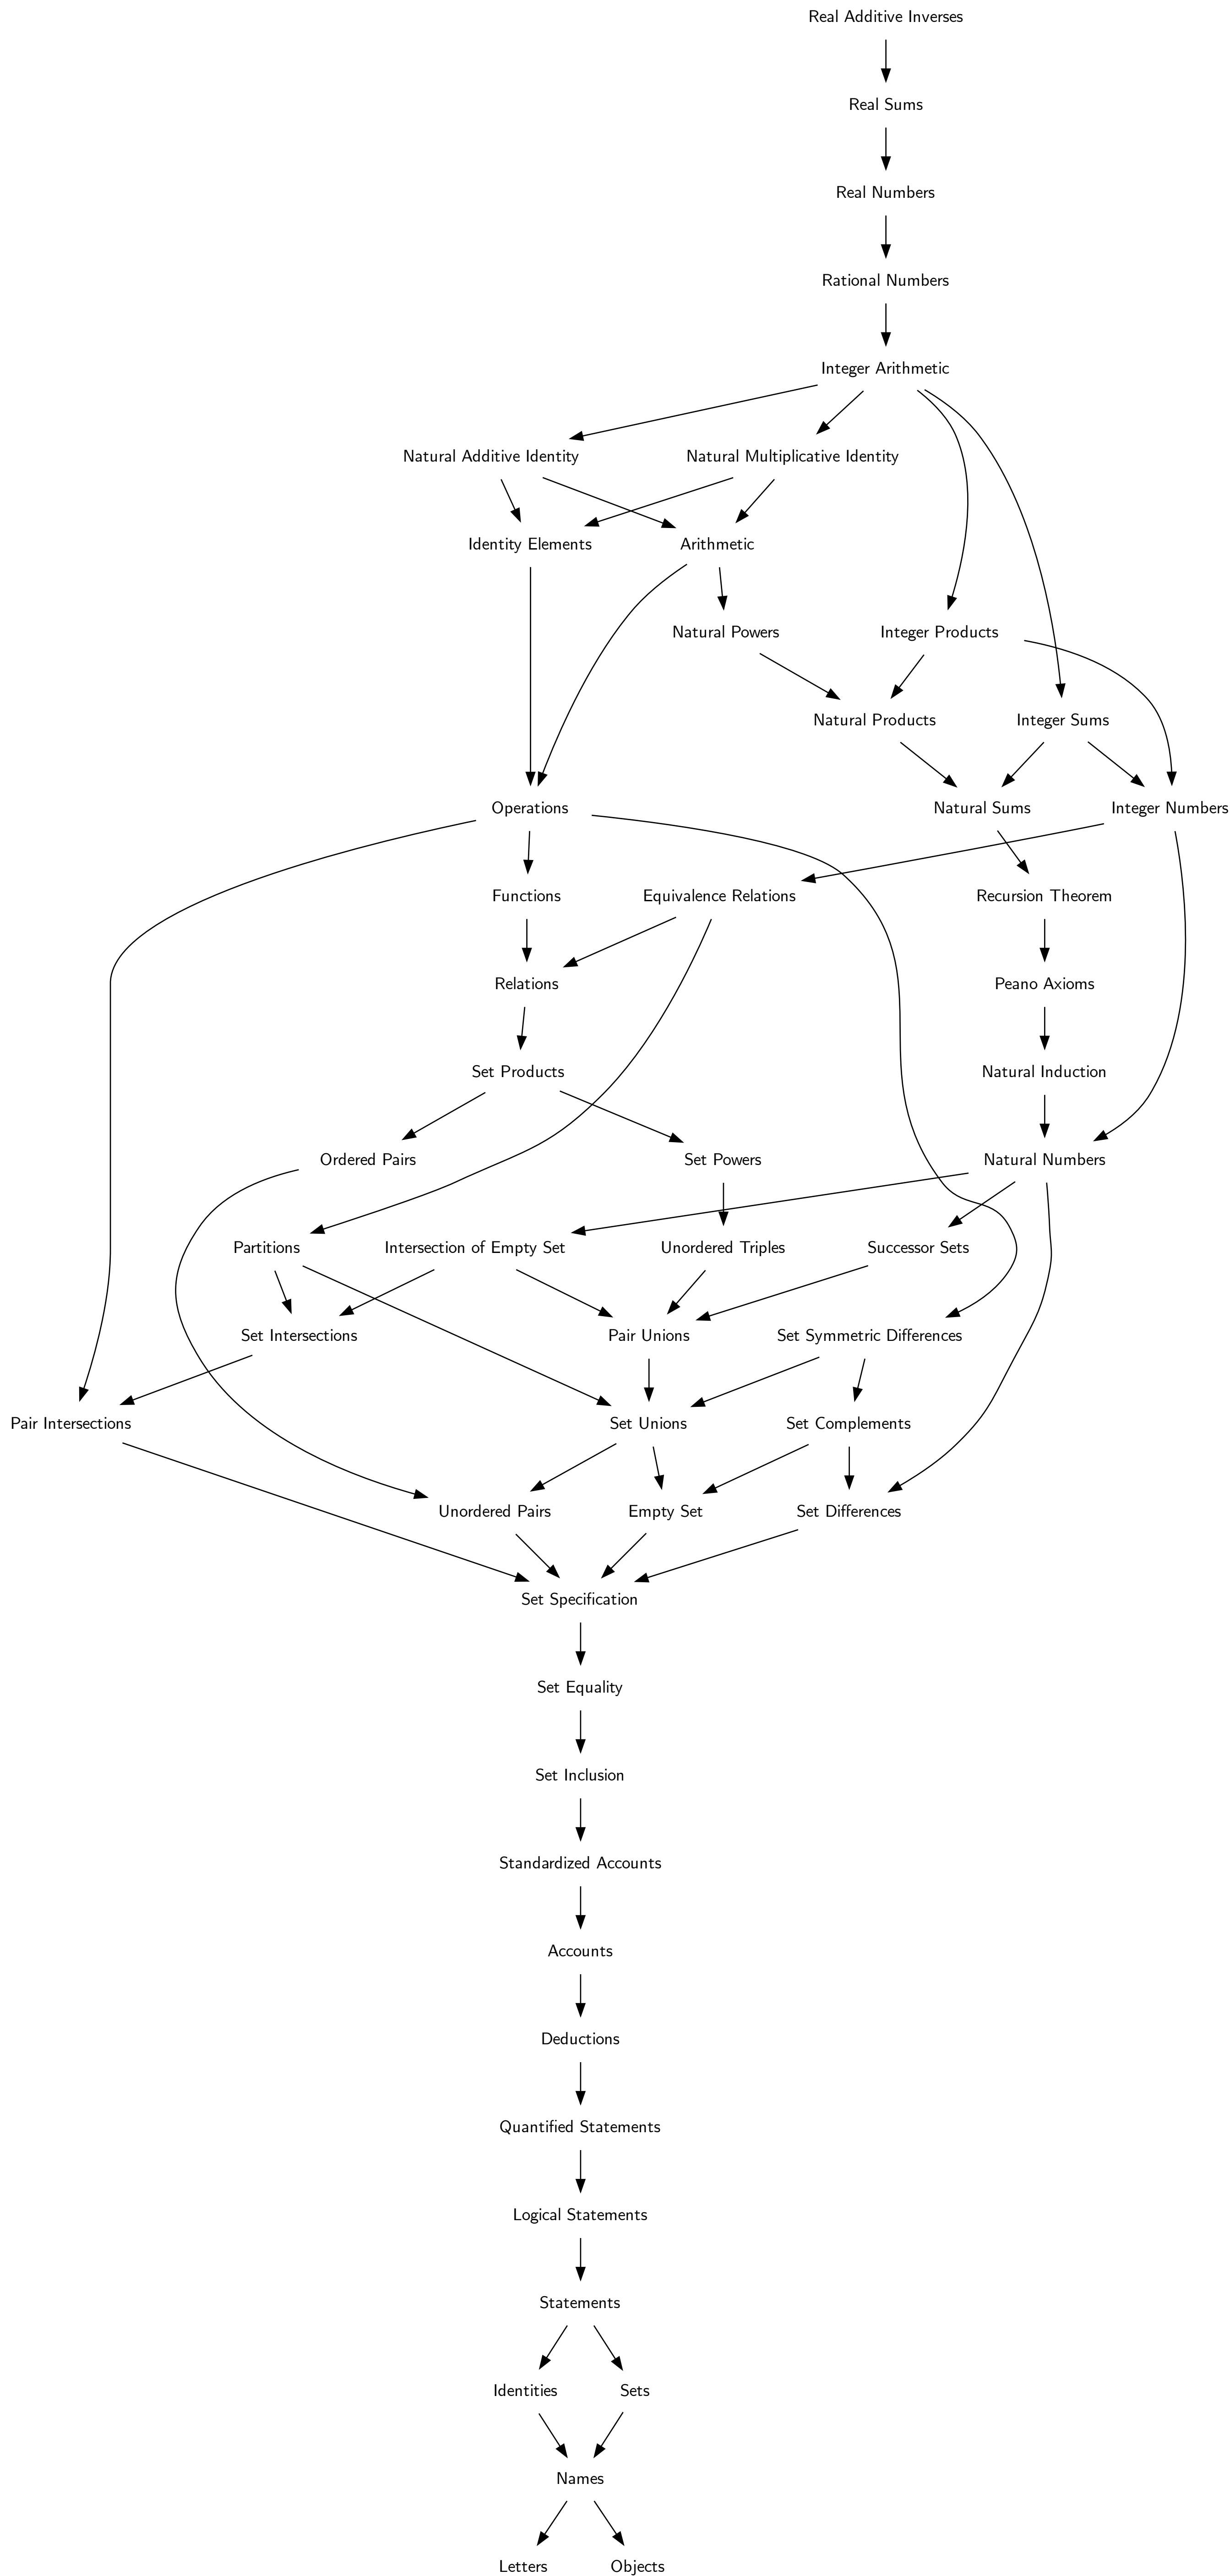 Real Additive Inverses
Real Sums
Real Numbers
Rational Numbers
Integer Arithmetic
Natural Additive Identity
Natural Multiplicative Identity
Identity Elements
Arithmetic
Natural Powers
Integer Products
Natural Products
Integer Sums
Operations
Natural Sums
Integer Numbers
Functions
Equivalence Relations
Recursion Theorem
Relations
Peano Axioms
Set Products
Natural Induction
Ordered Pairs
Set Powers
Natural Numbers
Partitions
Intersection of Empty Set
Unordered Triples
Successor Sets
Set Intersections
Pair Unions
Set Symmetric Differences
Pair Intersections
Set Unions
Set Complements
Unordered Pairs
Empty Set
Set Differences
Set Specification
Set Equality
Set Inclusion
Standardized Accounts
Accounts
Deductions
Quantified Statements
Logical Statements
Statements
Identities
Sets
Names
Letters
Objects